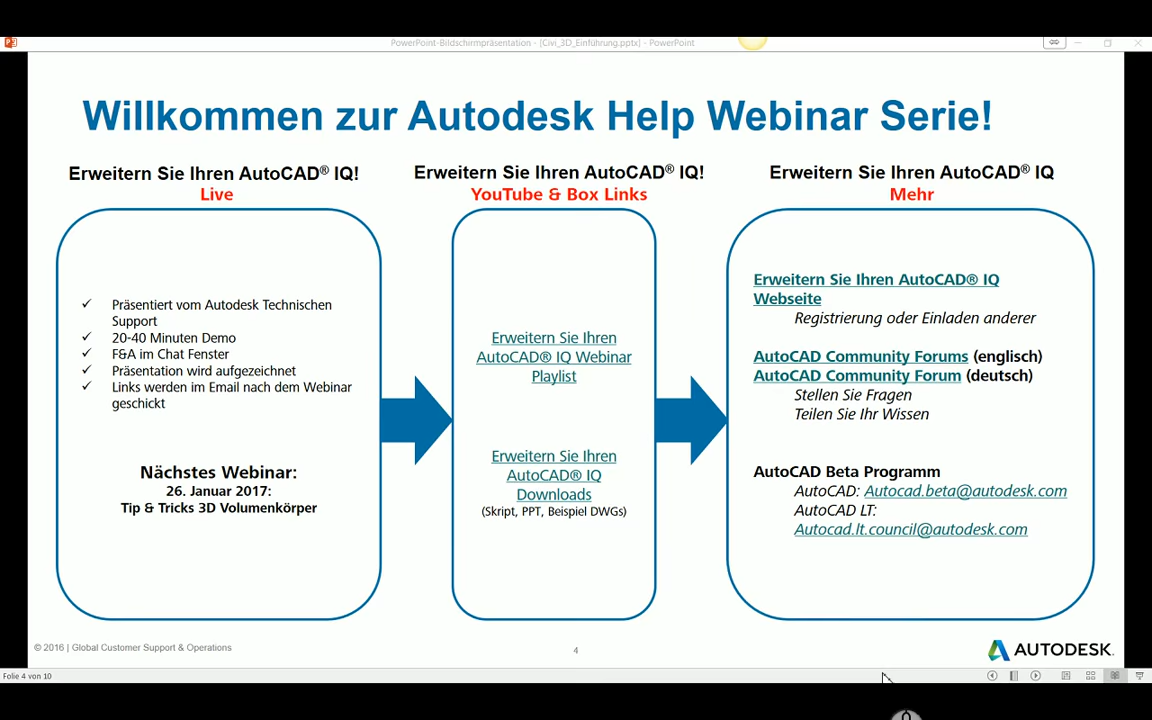 PowerPoint-Bildschirmpräsentation - [Civi_3D_Einführung.pptx] - PowerPoint
Willkommen zur Autodesk Help Webinar Serie!
Erweitern Sie Ihren AutoCAD® IQ!
Live
Präsentiert vom Autodesk Technischen
Support
20-40 Minuten Demo
F&A im Chat Fenster
Präsentation wird aufgezeichnet
Links werden im Email nach dem Webinar
geschickt
Nächstes Webinar:
26. Januar 2017:
Tip & Tricks 3D Volumenkörper
Erweitern Sie Ihren AutoCAD® IQ!
YouTube & Box Links
Erweitern Sie Ihren
AutoCAD® IQ Webinar
Playlist
Erweitern Sie Ihren
AutoCAD® IQ
Downloads
(Skript, PPT, Beispiel DWGs)
Erweitern Sie Ihren AutoCAD® IQ
Mehr
Erweitern Sie Ihren AutoCAD® IQ
Webseite
Registrierung oder Einladen anderer
AutoCAD Community Forums (englisch)
AutoCAD Community Forum (deutsch)
Stellen Sie Fragen
Teilen Sie Ihr Wissen
AutoCAD Beta Programm
AutoCAD: Autocad.beta@autodesk.com
AutoCAD LT:
Autocad.lt.council@autodesk.com
© 2016 | Global Customer Support & Operations
4
AUTODESK.
Folie 4 von 10